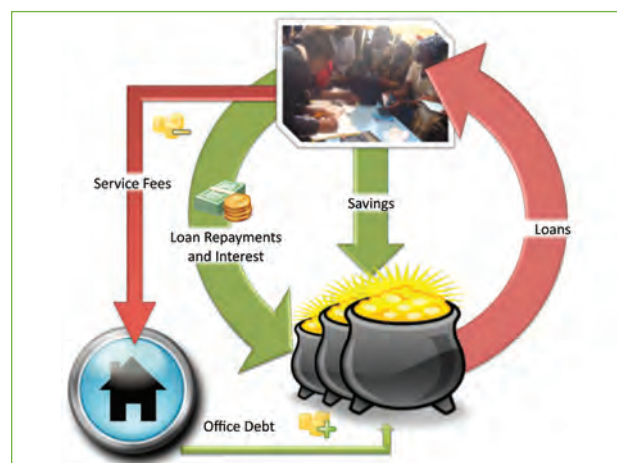 Service Fees
Loan Repayments
and Interest
Savings
Loans
Office Debt